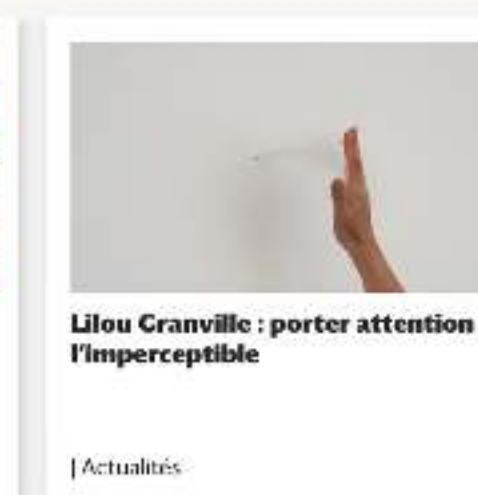 Lilou Granville : porter attention
l'imperceptible
| Actualités